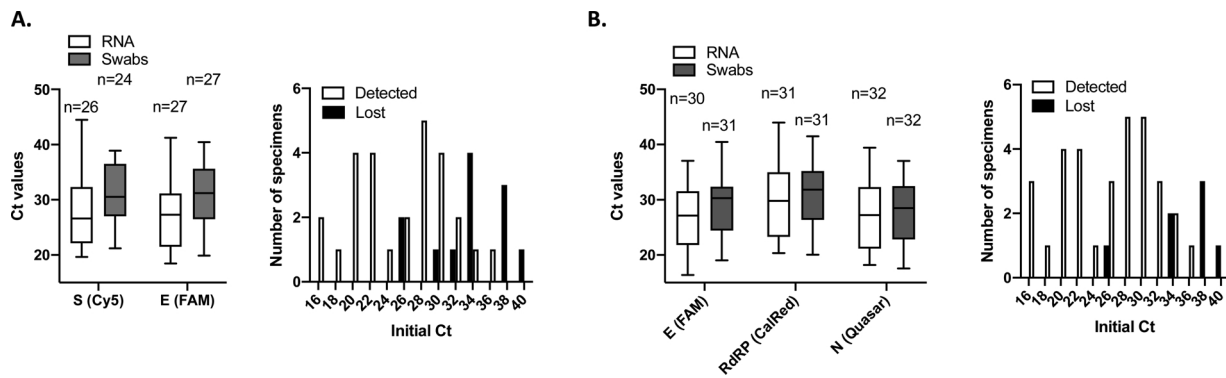 A.
RNA
Swabs
n=24
n=27
n=26
n=27
50
40
30
20
Ct values
S (Cy5)
E (FAM)
Detected
Lost
6
4
2
0
Number of specimens
16
18
20
22
24
26
28
30
32
34
36
38
40
Initial Ct
B.
RNA
Swabs
n=30
n=31
n=31
n=31
n=32
n=32
50
40
30
20
Ct values
E (FAM)
RdRP (CalRed)
N (Quasar)
Detected
Lost
6
4
2
0
Number of specimens
16
18
20
22
24
26
28
30
32
34
36
38
40
Initial Ct